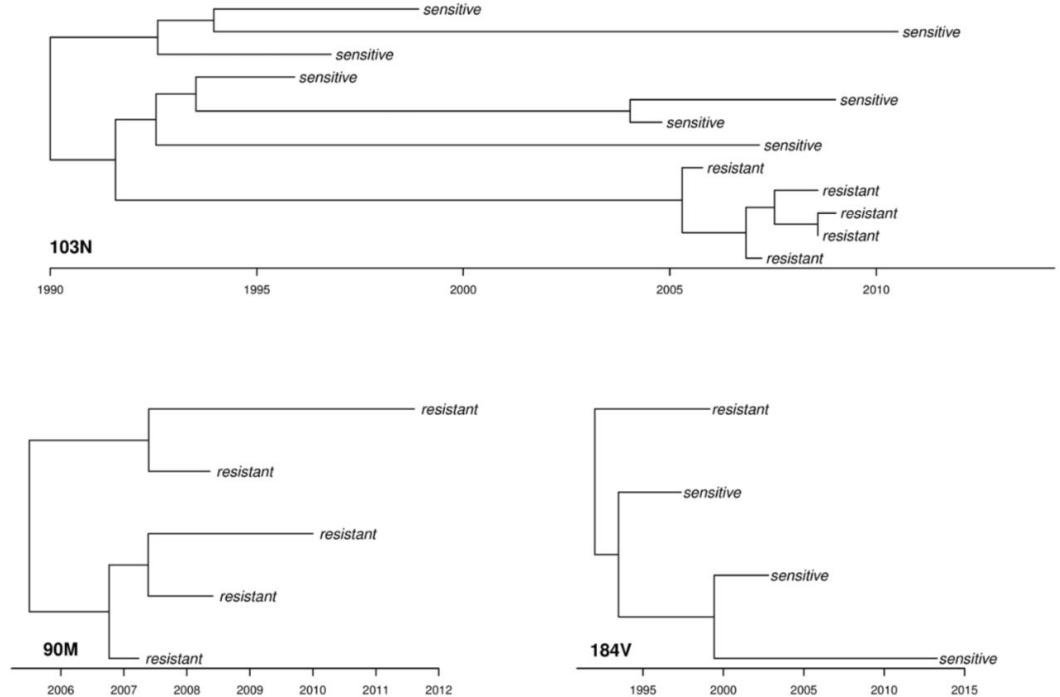 sensitive
sensitive
sensitive
sensitive
sensitive
sensitive
sensitive
resistant
resistant
resistant
resistant
resistant
103N
1990 1995 2000 2005 2010
resistant
resistant
resistant
resistant
resistant
90M
2006 2007 2008 2009 2010 2011 2012
resistant
sensitive
sensitive
sensitive
184V
1995 2000 2005 2010 2015